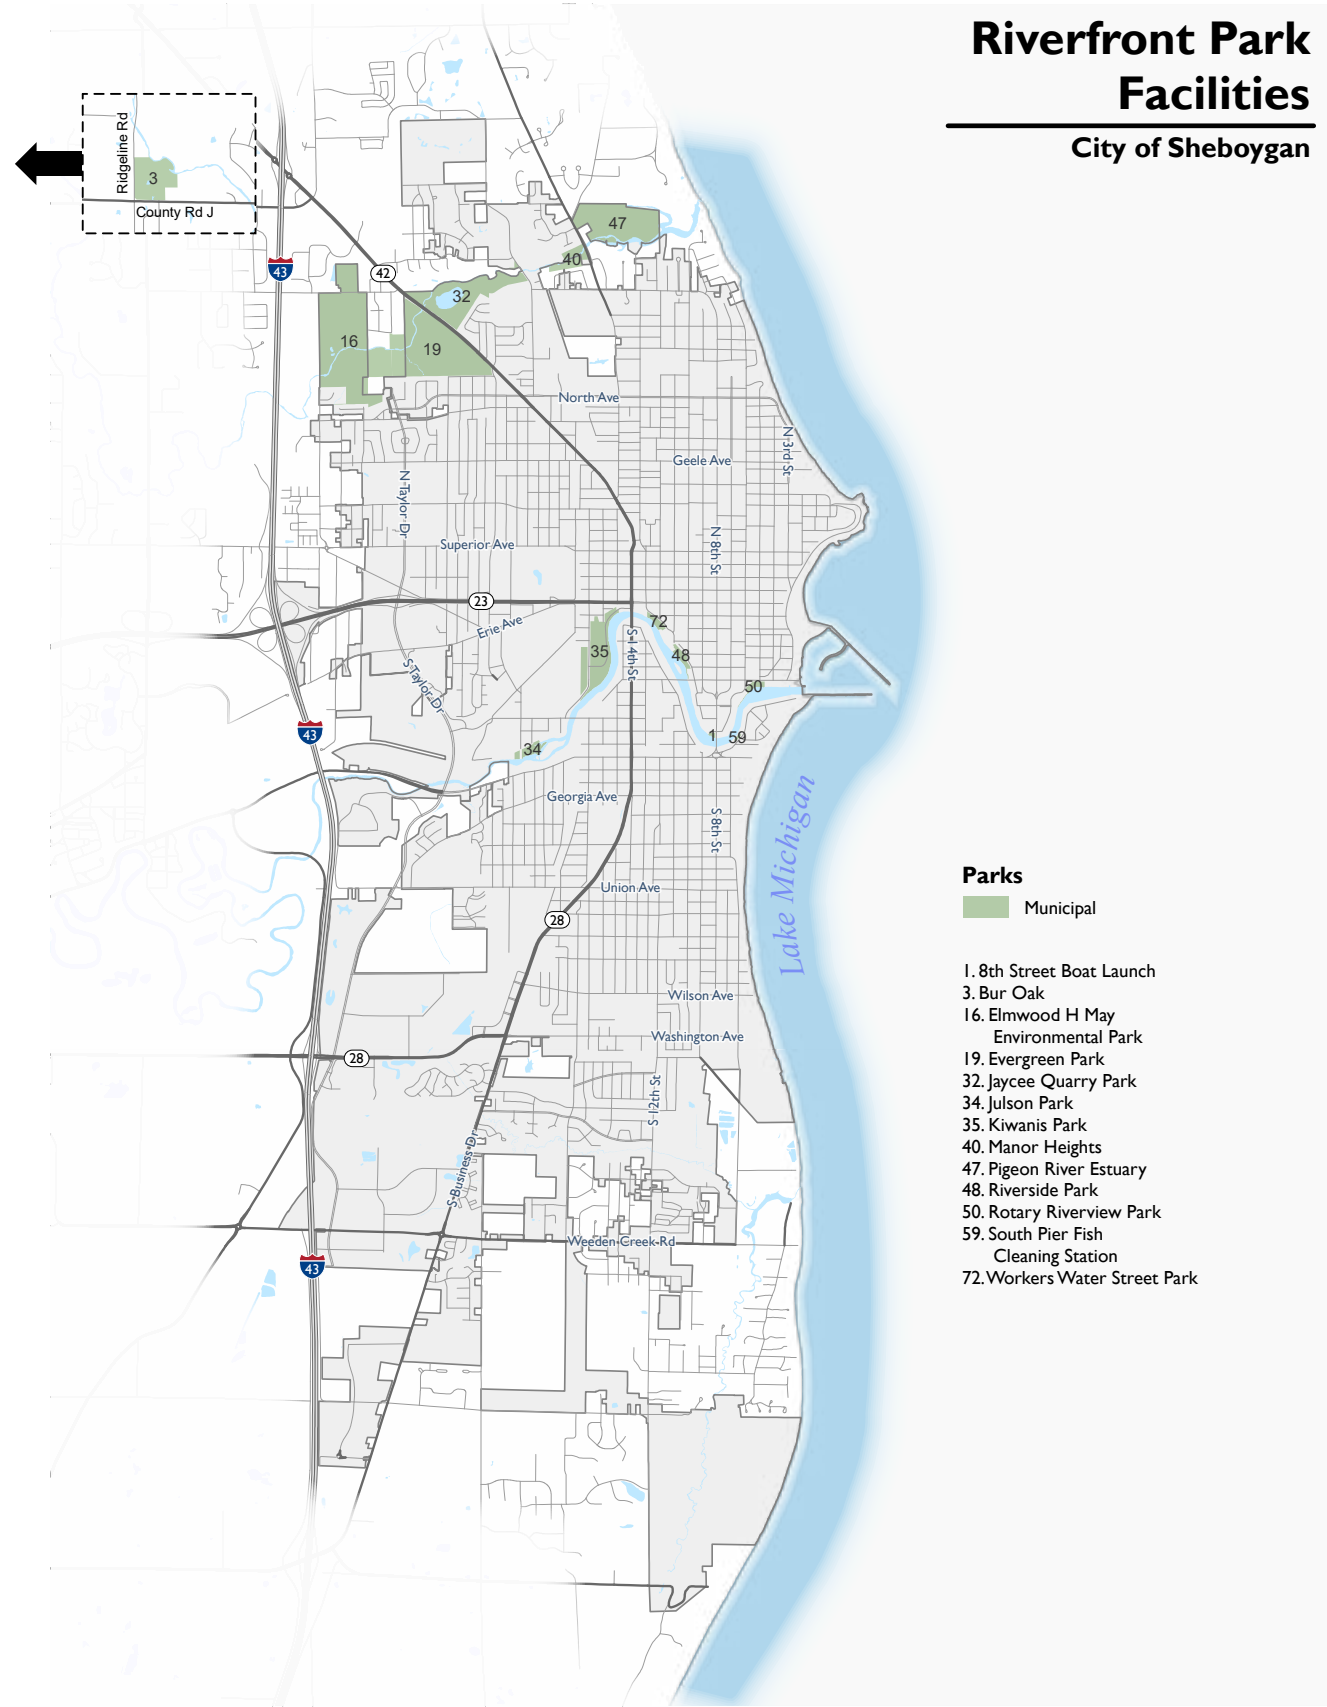 Riverfront Park
Facilities
City of Sheboygan
Ridgeline Rd
3
County Rd J
47
40
43
42
32
16
19
North Ave
N 3rd St
Geele Ave
N Taylor Dr
N 8th St
Superior Ave
23
Erie Ave
72
35
S 14th St
48
S Taylor Dr
50
43
1
59
34
Georgia Ave
S 8th St
Lake Michigan
Union Ave
28
Wilson Ave
Washington Ave
28
S 12th St
S Business Dr
Weeden Creek Rd
43
Parks
Municipal
1. 8th Street Boat Launch
3. Bur Oak
16. Elmwood H May
Environmental Park
19. Evergreen Park
32. Jaycee Quarry Park
34. Julson Park
35. Kiwanis Park
40. Manor Heights
47. Pigeon River Estuary
48. Riverside Park
50. Rotary Riverview Park
59. South Pier Fish
Cleaning Station
72. Workers Water Street Park